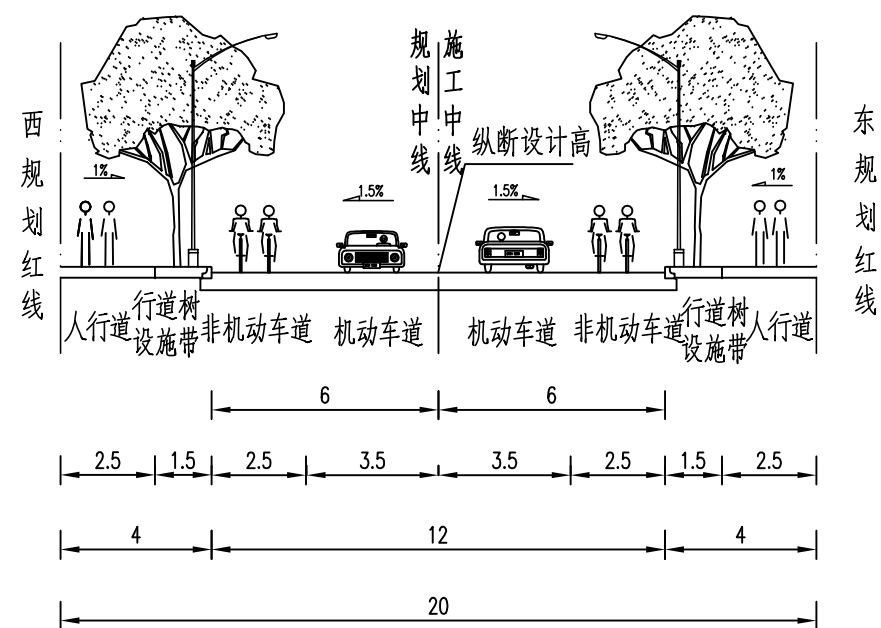 规划中线
施工中线
西规划红线
东规划红线
纵断设计高
1%
1.5%
1.5%
1%
人行道
行道树
设施带
非机动车道
机动车道
机动车道
非机动车道
行道树
设施带
人行道
6
6
2.5
1.5
2.5
3.5
3.5
2.5
1.5
2.5
4
12
4
20